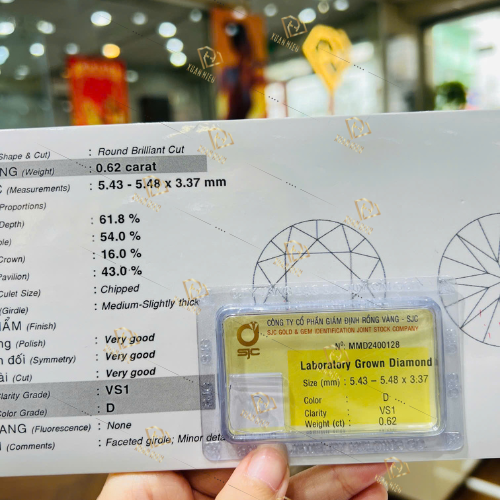 Shape & Cut) : Round Brilliant Cut
NG (Weight) : 0.62 carat
C (Measurements) : 5.43 - 5.48 x 3.37 mm
Proportions)
Depth) : 61.8 %
ble) : 54.0 %
Crown) : 16.0 %
Pavilion) : 43.0 %
Culet Size) : Chipped
(Girdle) : Medium-Slightly thick
ẨM (Finish)
ng (Polish) : Very good
n đối (Symmetry) : Very good
ài (Cut) : Very good
Clarity Grade) : VS1
Color Grade) : D
ANG (Fluorescence) : None
(Comments) : Faceted girdle; Minor deta
CÔNG TY CỔ PHẦN GIÁM ĐỊNH RỒNG VÀNG - SJC
SJC GOLD & GEM IDENTIFICATION JOINT STOCK COMPANY
SJC
Nº: MMD2400128
Laboratory Grown Diamond
Size (mm) : 5.43 - 5.48 x 3.37
Color : D
Clarity : VS1
Weight (ct) : 0.62
XUAN HIEN